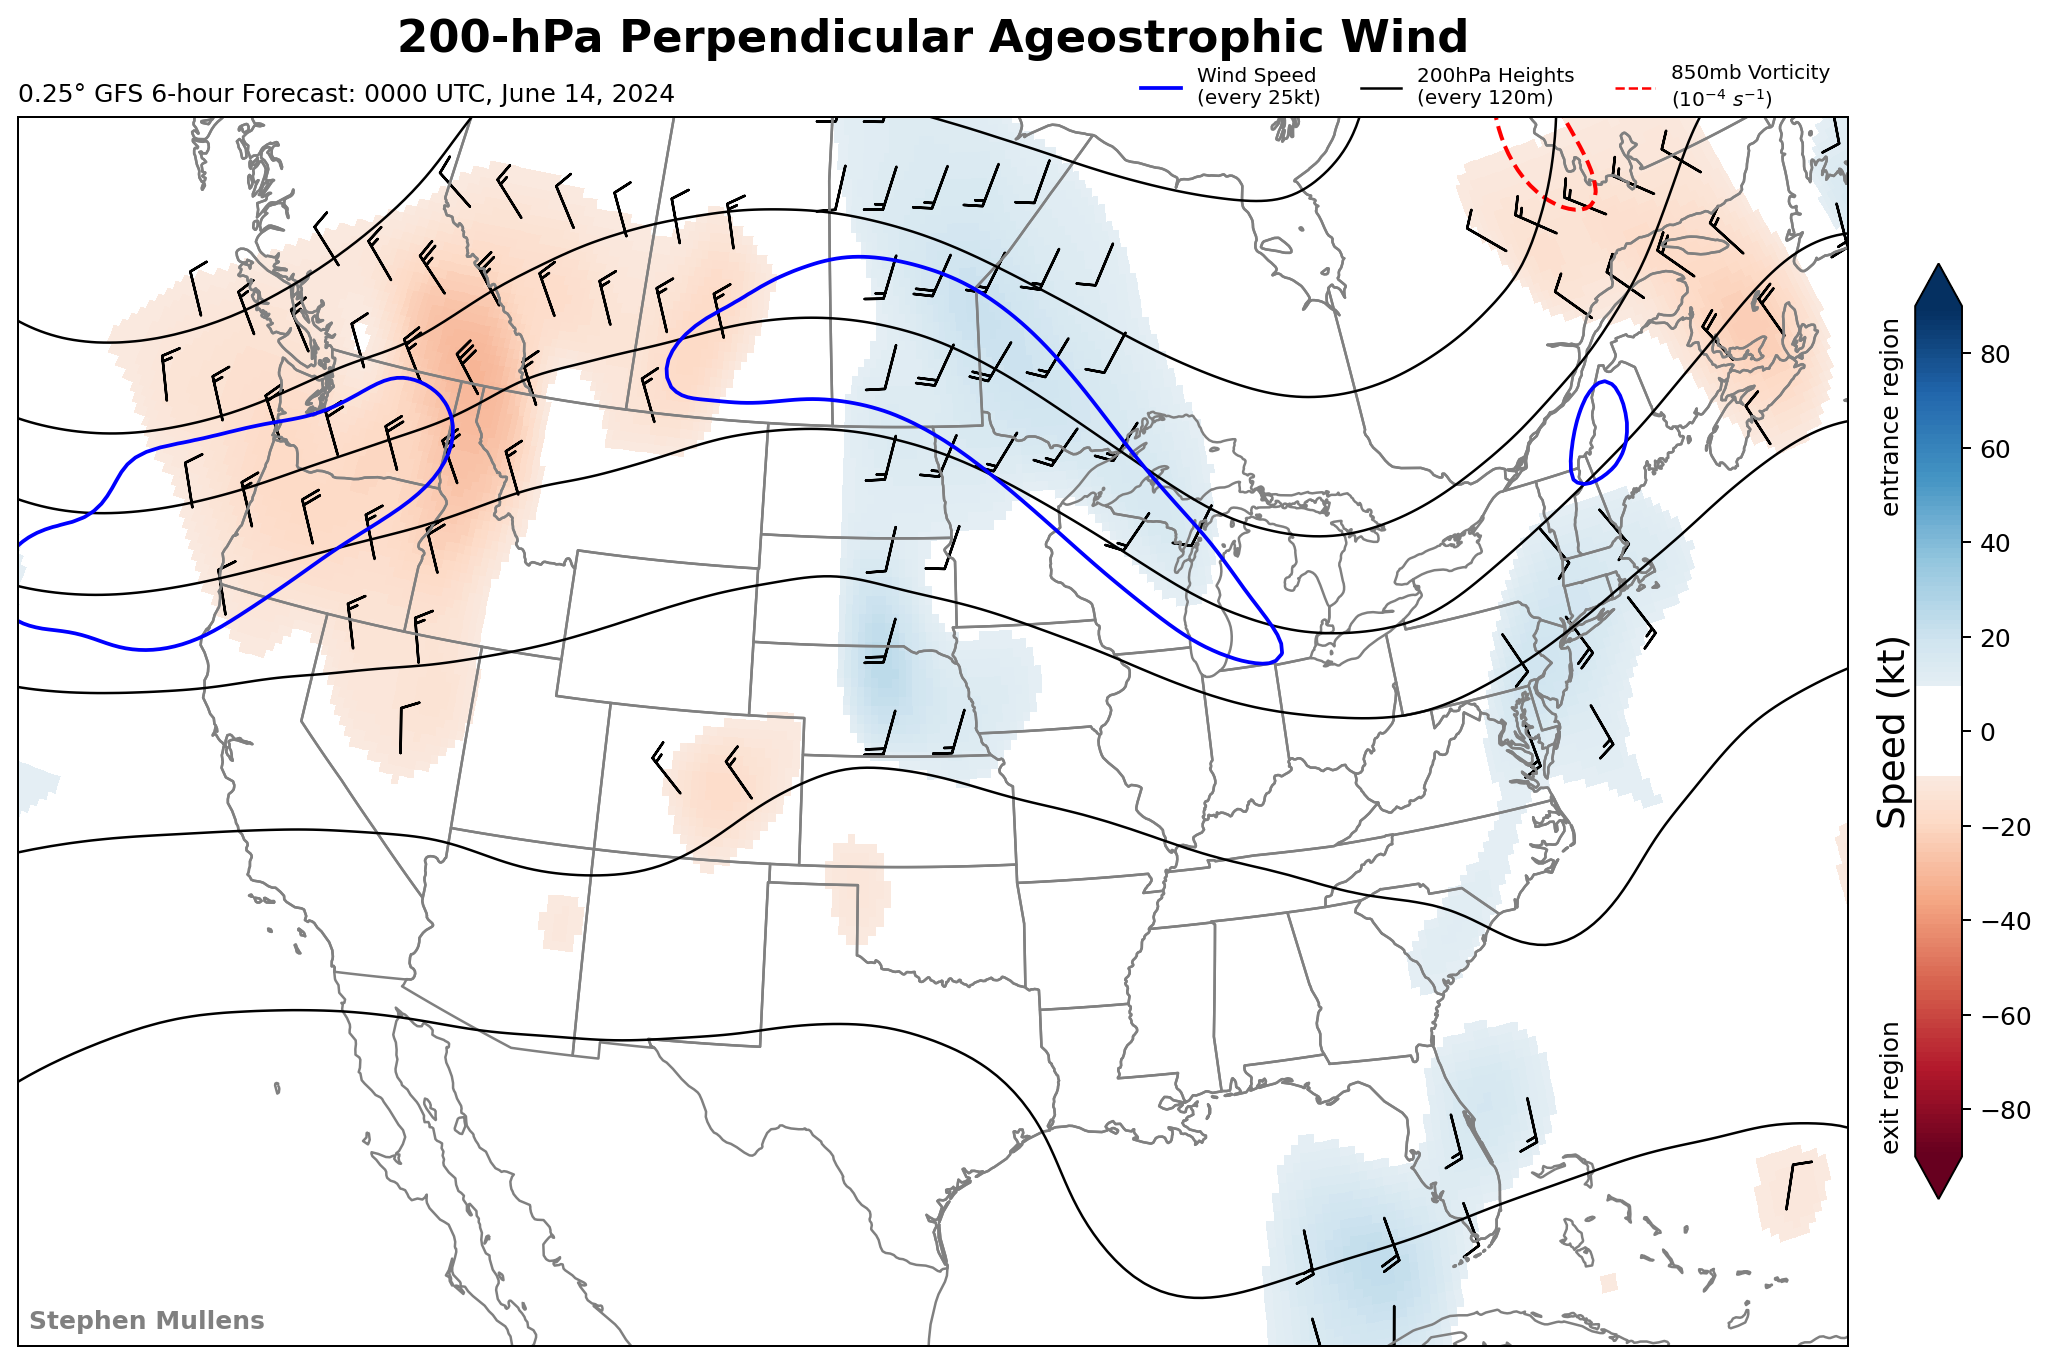 200-hPa Perpendicular Ageostrophic Wind
0.25° GFS 6-hour Forecast: 0000 UTC, June 14, 2024
Wind Speed
(every 25kt)
200hPa Heights
(every 120m)
850mb Vorticity
(10⁻⁴ s⁻¹)
entrance region
Speed (kt)
exit region
80
60
40
20
0
−20
−40
−60
−80
Stephen Mullens